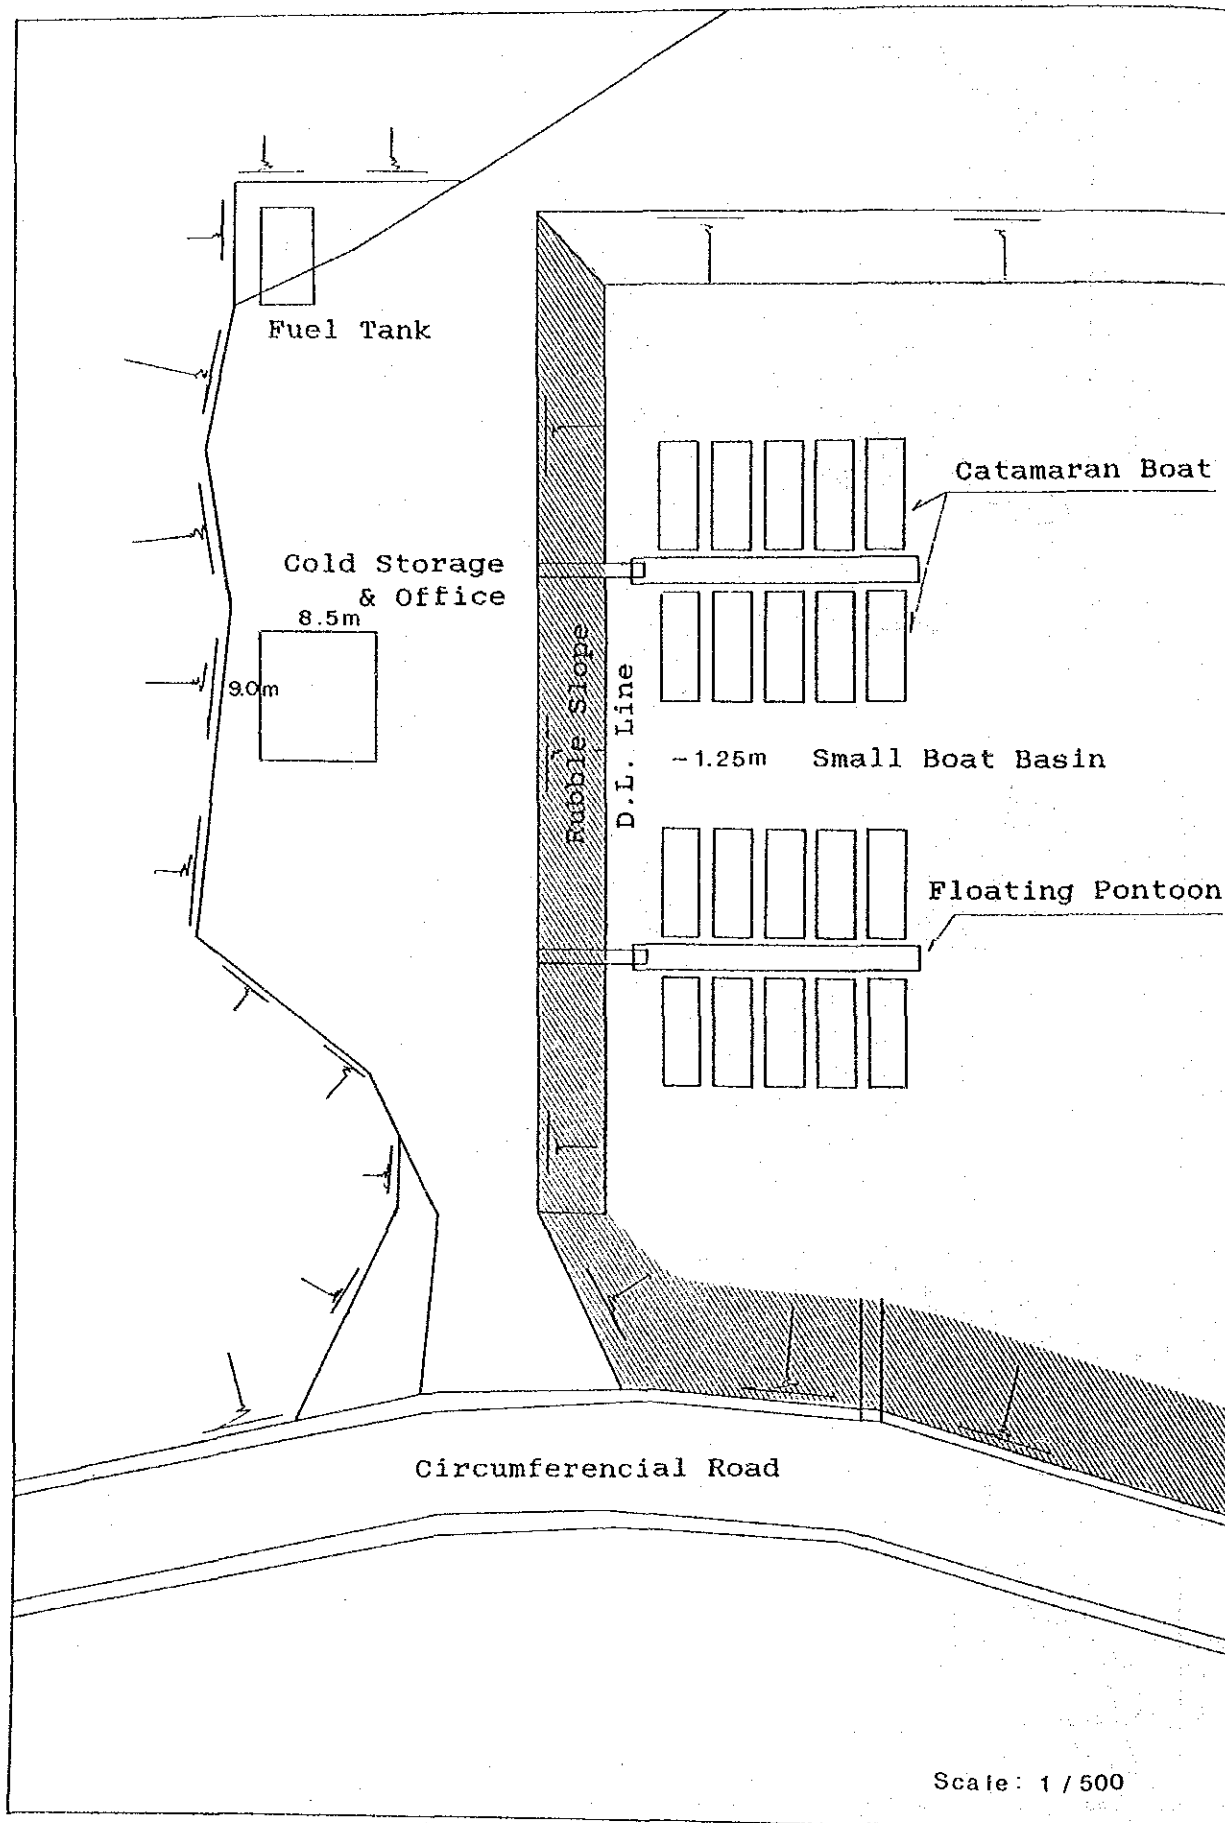 Fuel Tank
Catamaran Boat
Cold Storage
& Office
8.5m
9.0m
Rubble Slope
D.L. Line
-1.25m Small Boat Basin
Floating Pontoon
Circumferencial Road
Scale: 1/500